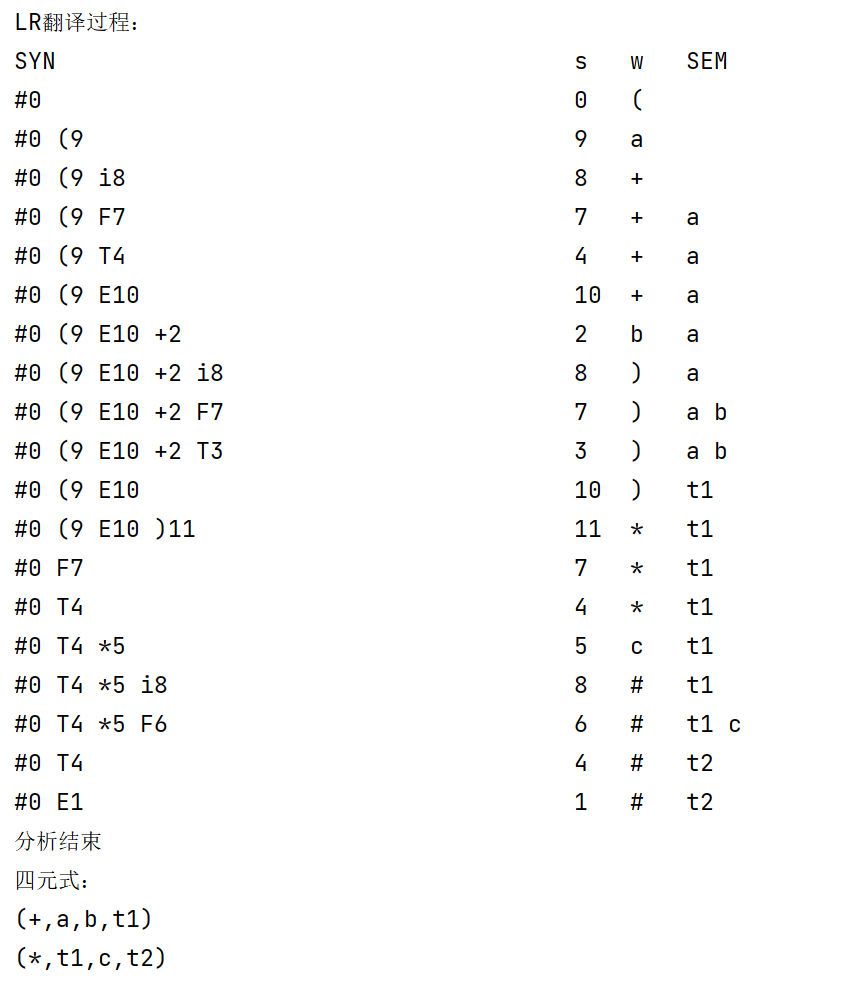 LR翻译过程：
SYN s w SEM
#0 0 (
#0 (9 9 a
#0 (9 i8 8 +
#0 (9 F7 7 + a
#0 (9 T4 4 + a
#0 (9 E10 10 + a
#0 (9 E10 +2 2 b a
#0 (9 E10 +2 i8 8 ) a
#0 (9 E10 +2 F7 7 ) a b
#0 (9 E10 +2 T3 3 ) a b
#0 (9 E10 10 ) t1
#0 (9 E10 )11 11 * t1
#0 F7 7 * t1
#0 T4 4 * t1
#0 T4 *5 5 c t1
#0 T4 *5 i8 8 # t1
#0 T4 *5 F6 6 # t1 c
#0 T4 4 # t2
#0 E1 1 # t2
分析结束
四元式：
(+,a,b,t1)
(*,t1,c,t2)